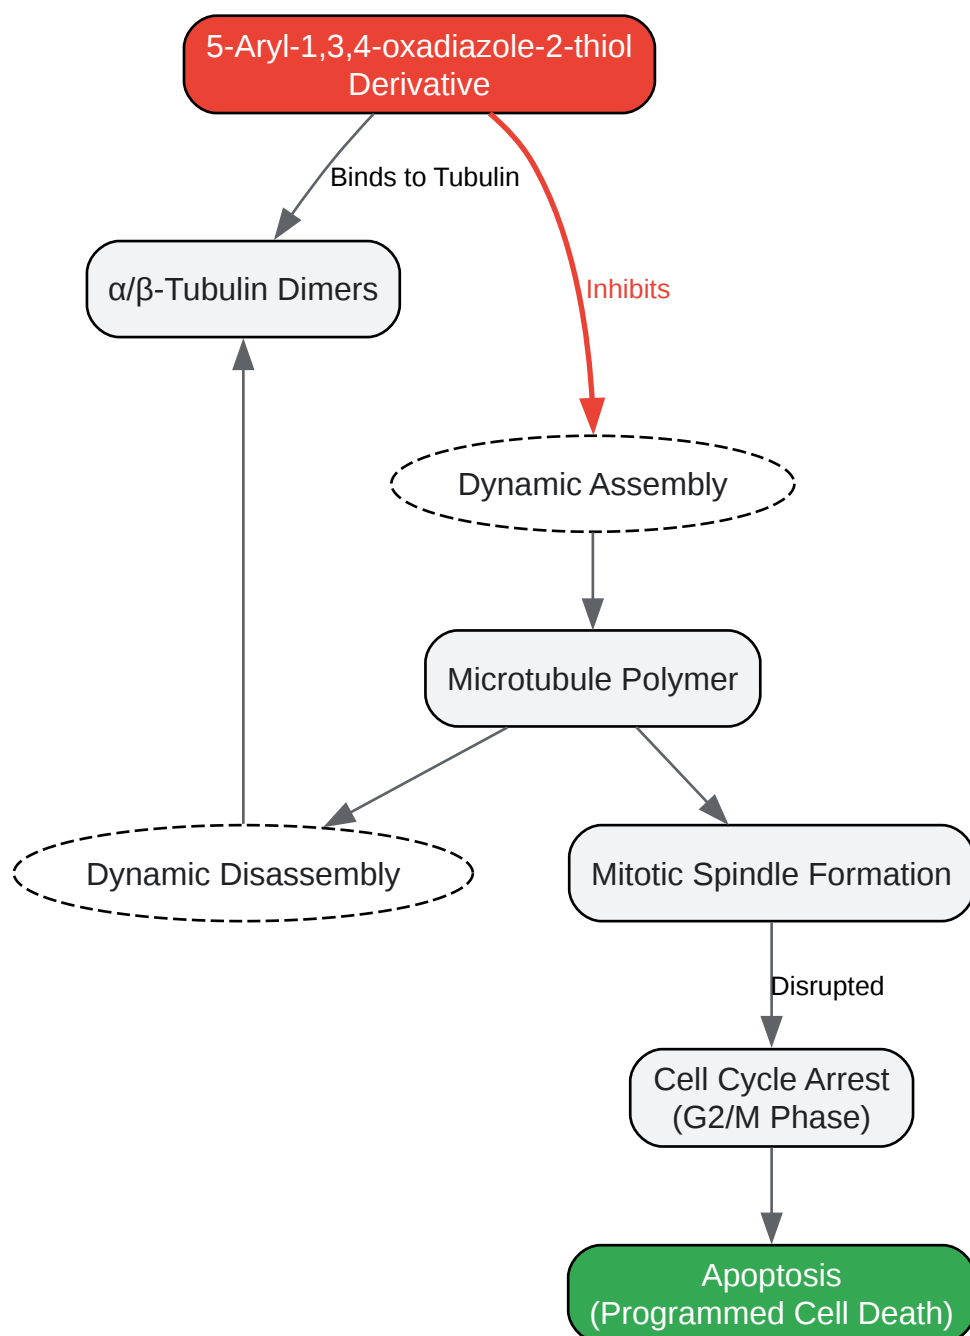 5-Aryl-1,3,4-oxadiazole-2-thiol
Derivative
Binds to Tubulin
α/β-Tubulin Dimers
Inhibits
Dynamic Assembly
Microtubule Polymer
Dynamic Disassembly
Mitotic Spindle Formation
Disrupted
Cell Cycle Arrest
(G2/M Phase)
Apoptosis
(Programmed Cell Death)